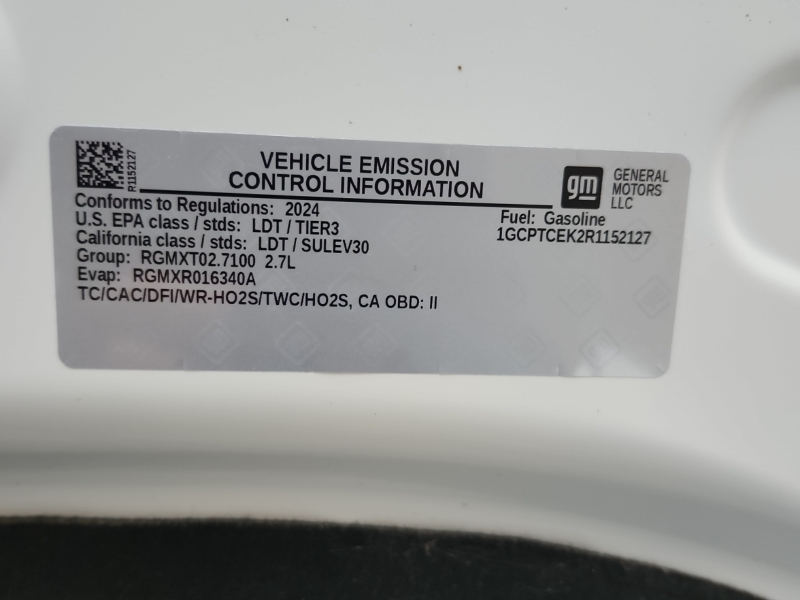 R1152127
VEHICLE EMISSION
CONTROL INFORMATION
gm
GENERAL
MOTORS
LLC
Conforms to Regulations: 2024
U.S. EPA class / stds: LDT / TIER3
California class / stds: LDT / SULEV30
Group: RGMXT02.7100 2.7L
Evap: RGMXR016340A
TC/CAC/DFI/WR-HO2S/TWC/HO2S, CA OBD: II
Fuel: Gasoline
1GCPTCEK2R1152127